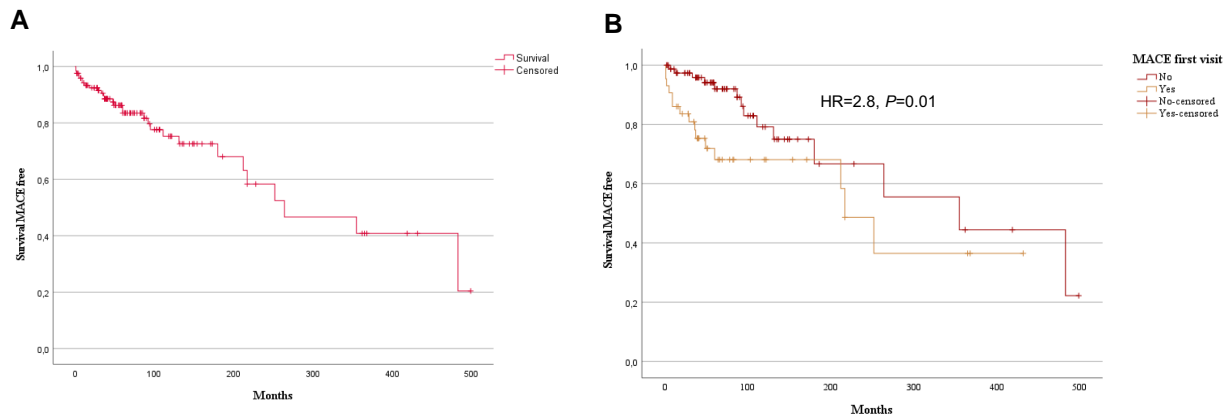 A
Survival
Censored
1,0
0,8
0,6
0,4
0,2
0,0
Survival MACE free
0
100
200
300
400
500
Months
B
MACE first visit
No
Yes
No-censored
Yes-censored
HR=2.8, P=0.01
1,0
0,8
0,6
0,4
0,2
0,0
Survival MACE free
0
100
200
300
400
500
Months